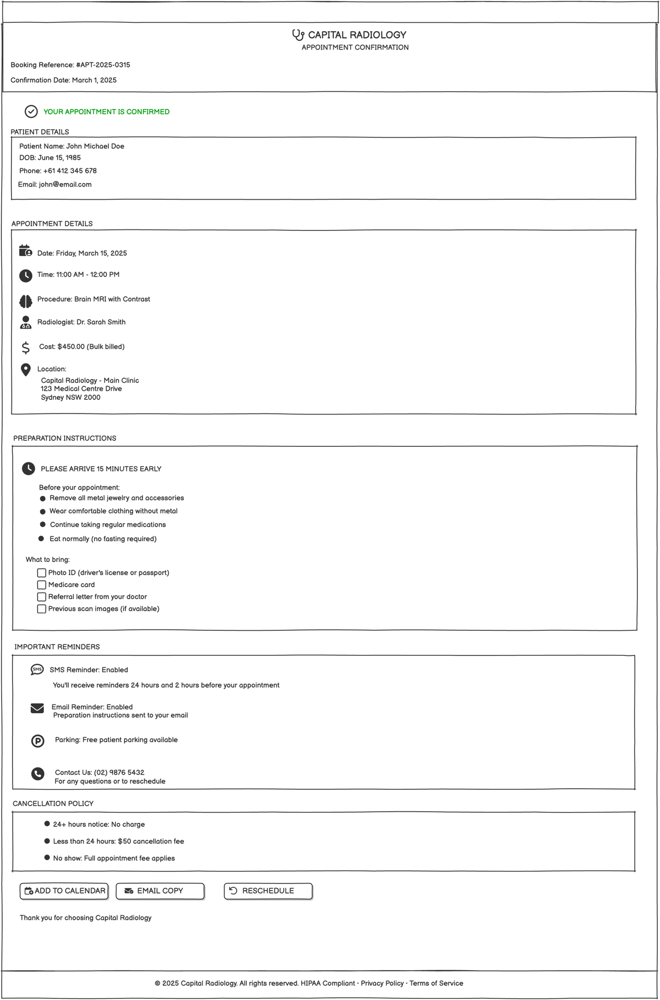 CAPITAL RADIOLOGY
APPOINTMENT CONFIRMATION
Booking Reference: #APT-2025-0315
Confirmation Date: March 1, 2025
YOUR APPOINTMENT IS CONFIRMED
PATIENT DETAILS
Patient Name: John Michael Doe
DOB: June 15, 1985
Phone: +61 412 345 678
Email: john@email.com
APPOINTMENT DETAILS
Date: Friday, March 15, 2025
Time: 11:00 AM - 12:00 PM
Procedure: Brain MRI with Contrast
Radiologist: Dr. Sarah Smith
Cost: $450.00 (Bulk billed)
Location:
Capital Radiology - Main Clinic
123 Medical Centre Drive
Sydney NSW 2000
PREPARATION INSTRUCTIONS
PLEASE ARRIVE 15 MINUTES EARLY
Before your appointment:
Remove all metal jewelry and accessories
Wear comfortable clothing without metal
Continue taking regular medications
Eat normally (no fasting required)
What to bring:
Photo ID (driver's license or passport)
Medicare card
Referral letter from your doctor
Previous scan images (if available)
IMPORTANT REMINDERS
SMS SMS Reminder: Enabled
You'll receive reminders 24 hours and 2 hours before your appointment
Email Reminder: Enabled
Preparation instructions sent to your email
P Parking: Free patient parking available
Contact Us: (02) 9876 5432
For any questions or to reschedule
CANCELLATION POLICY
24+ hours notice: No charge
Less than 24 hours: $50 cancellation fee
No show: Full appointment fee applies
ADD TO CALENDAR EMAIL COPY RESCHEDULE
Thank you for choosing Capital Radiology
© 2025 Capital Radiology. All rights reserved. HIPAA Compliant · Privacy Policy · Terms of Service